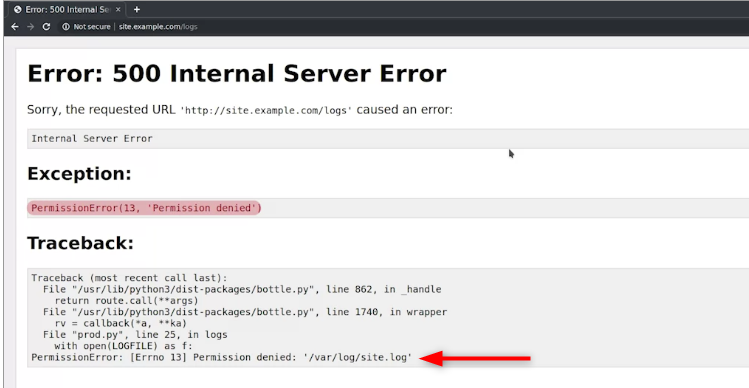 Error: 500 Internal Ser
Not secure | site.example.com/logs
Error: 500 Internal Server Error
Sorry, the requested URL 'http://site.example.com/logs' caused an error:
Internal Server Error
Exception:
PermissionError(13, 'Permission denied')
Traceback:
Traceback (most recent call last):
  File "/usr/lib/python3/dist-packages/bottle.py", line 862, in _handle
    return route.call(**args)
  File "/usr/lib/python3/dist-packages/bottle.py", line 1740, in wrapper
    rv = callback(*a, **ka)
  File "prod.py", line 25, in logs
    with open(LOGFILE) as f:
PermissionError: [Errno 13] Permission denied: '/var/log/site.log'